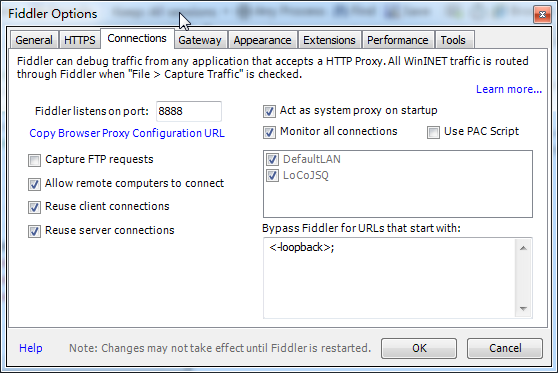 Fiddler Options
General HTTPS Connections Gateway Appearance Extensions Performance Tools
Fiddler can debug traffic from any application that accepts a HTTP Proxy. All WinINET traffic is routed
through Fiddler when "File > Capture Traffic" is checked.
Learn more...
Fiddler listens on port: 8888
Copy Browser Proxy Configuration URL
Capture FTP requests
Allow remote computers to connect
Reuse client connections
Reuse server connections
Act as system proxy on startup
Monitor all connections Use PAC Script
DefaultLAN
LoCoJSQ
Bypass Fiddler for URLs that start with:
<-loopback>;
Help Note: Changes may not take effect until Fiddler is restarted. OK Cancel